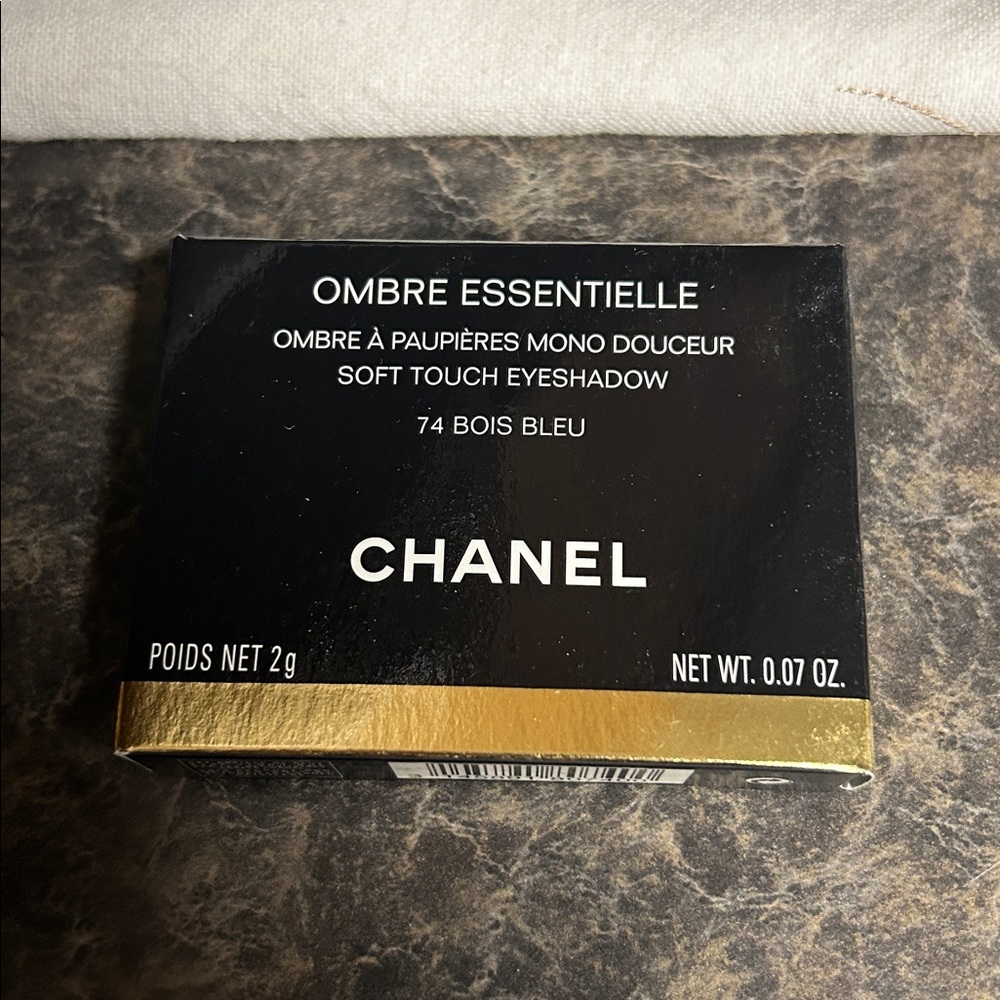 OMBRE ESSENTIELLE
OMBRE À PAUPIÈRES MONO DOUCEUR
SOFT TOUCH EYESHADOW
74 BOIS BLEU
CHANEL
POIDS NET 2g
NET WT. 0.07 OZ.